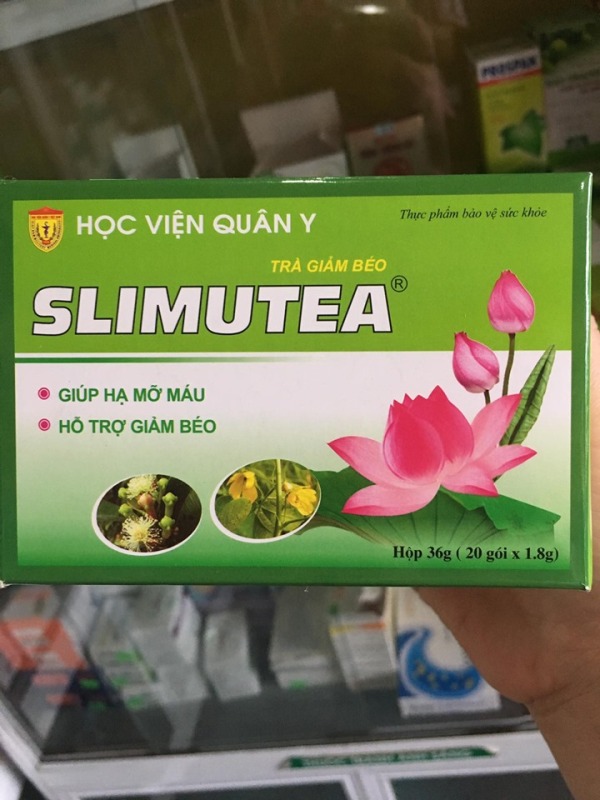 PROSPAN
HỌC VIỆN QUÂN Y
Thực phẩm bảo vệ sức khỏe
TRÀ GIẢM BÉO
SLIMUTEA®
GIÚP HẠ MỠ MÁU
HỖ TRỢ GIẢM BÉO
Hộp 36g ( 20 gói x 1.8g)